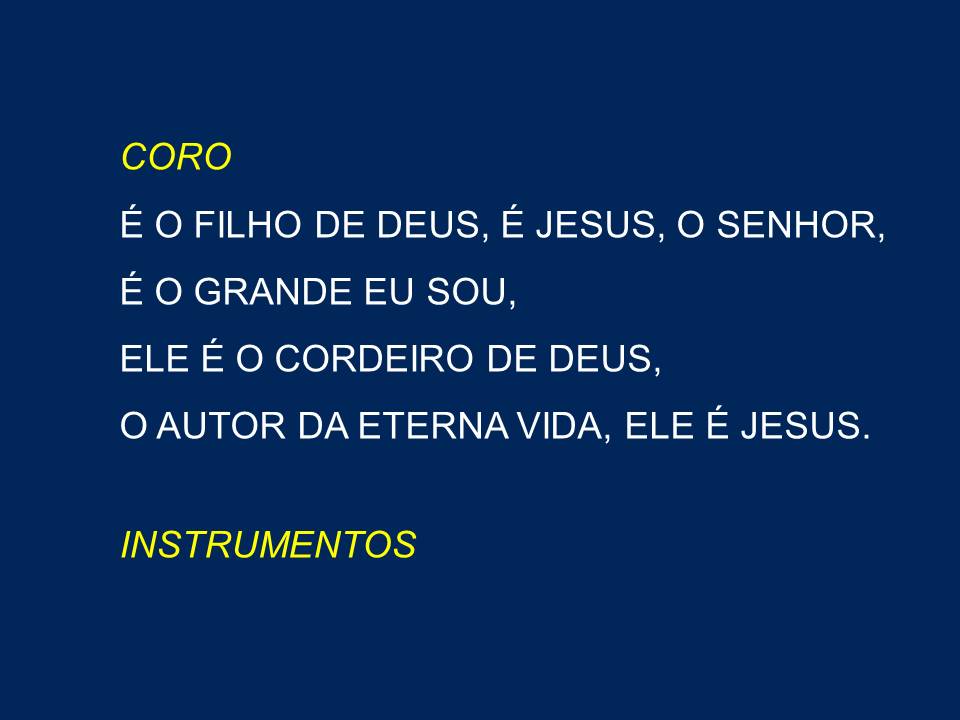 CORO
É O FILHO DE DEUS, É JESUS, O SENHOR,
É O GRANDE EU SOU,
ELE É O CORDEIRO DE DEUS,
O AUTOR DA ETERNA VIDA, ELE É JESUS.
INSTRUMENTOS